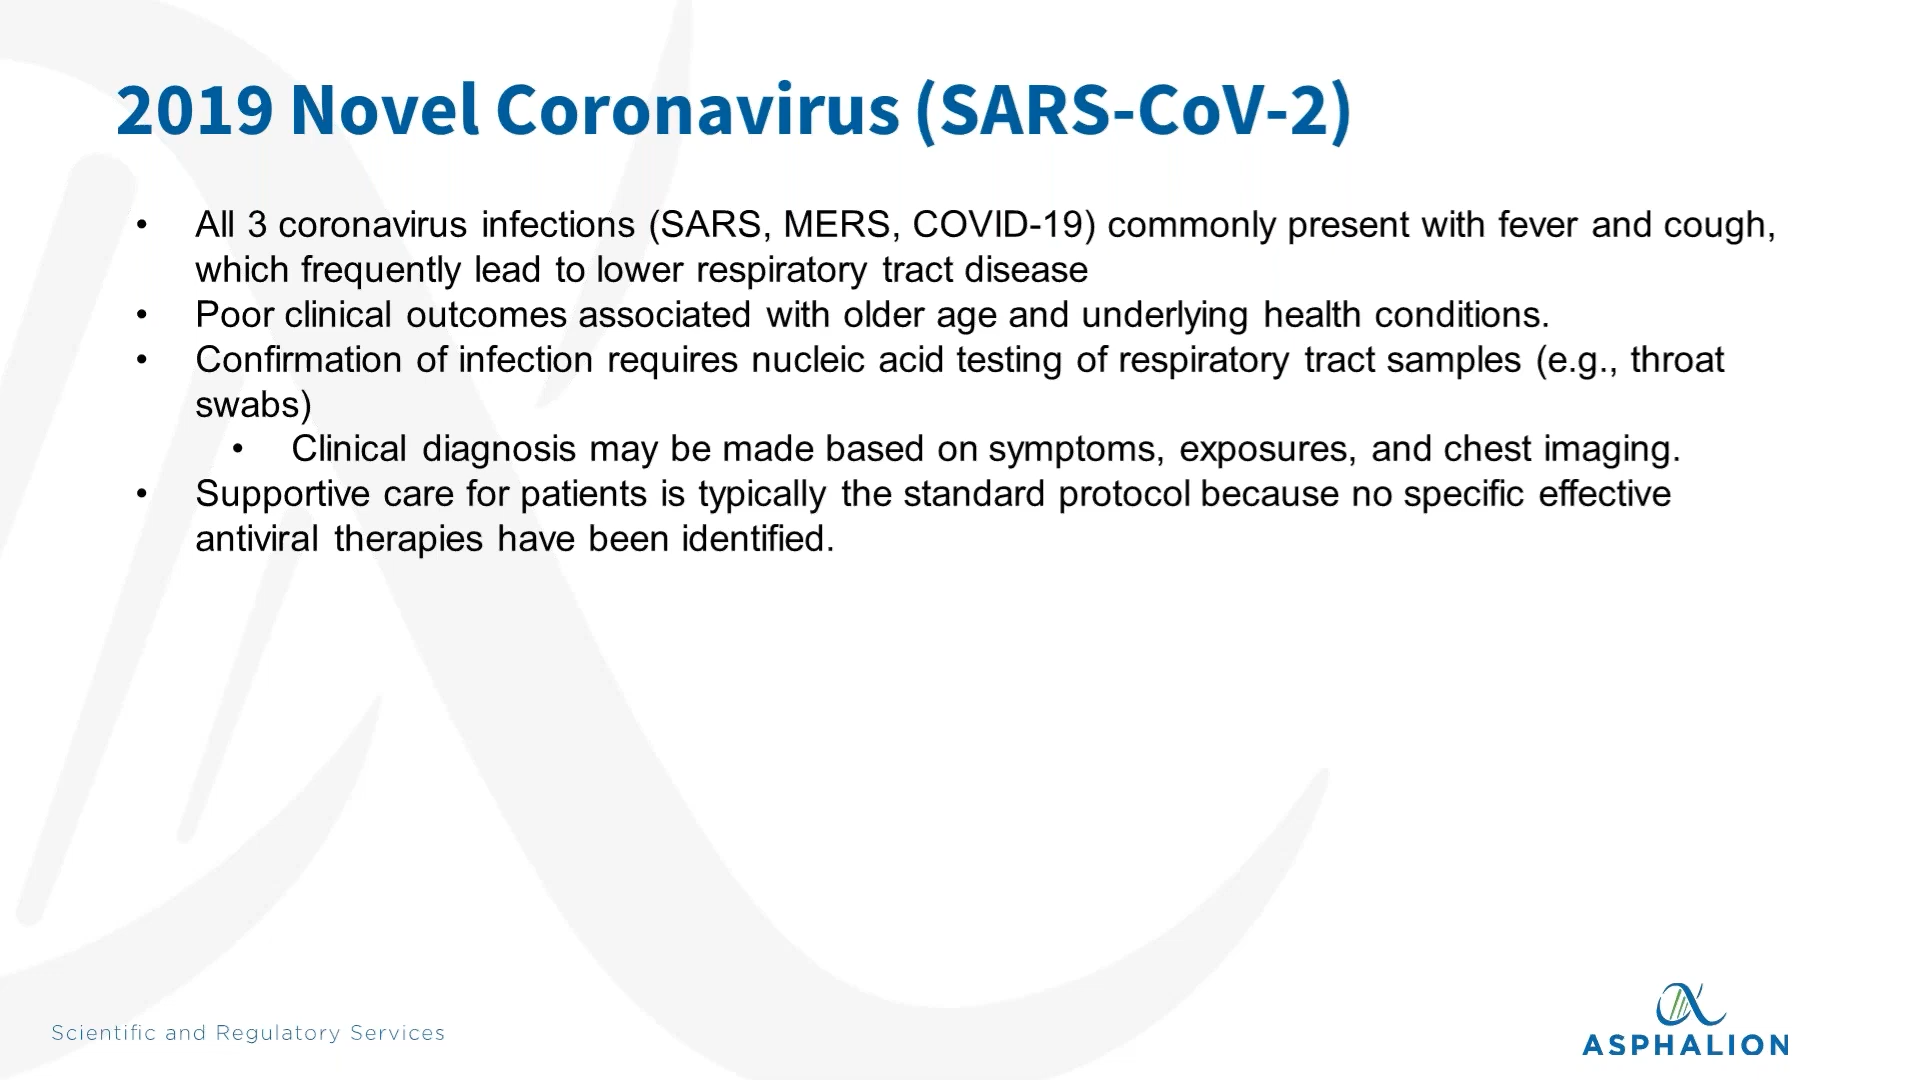 2019 Novel Coronavirus (SARS-CoV-2)
• All 3 coronavirus infections (SARS, MERS, COVID-19) commonly present with fever and cough,
which frequently lead to lower respiratory tract disease
• Poor clinical outcomes associated with older age and underlying health conditions.
• Confirmation of infection requires nucleic acid testing of respiratory tract samples (e.g., throat
swabs)
• Clinical diagnosis may be made based on symptoms, exposures, and chest imaging.
• Supportive care for patients is typically the standard protocol because no specific effective
antiviral therapies have been identified.
Scientific and Regulatory Services
ASPHALION